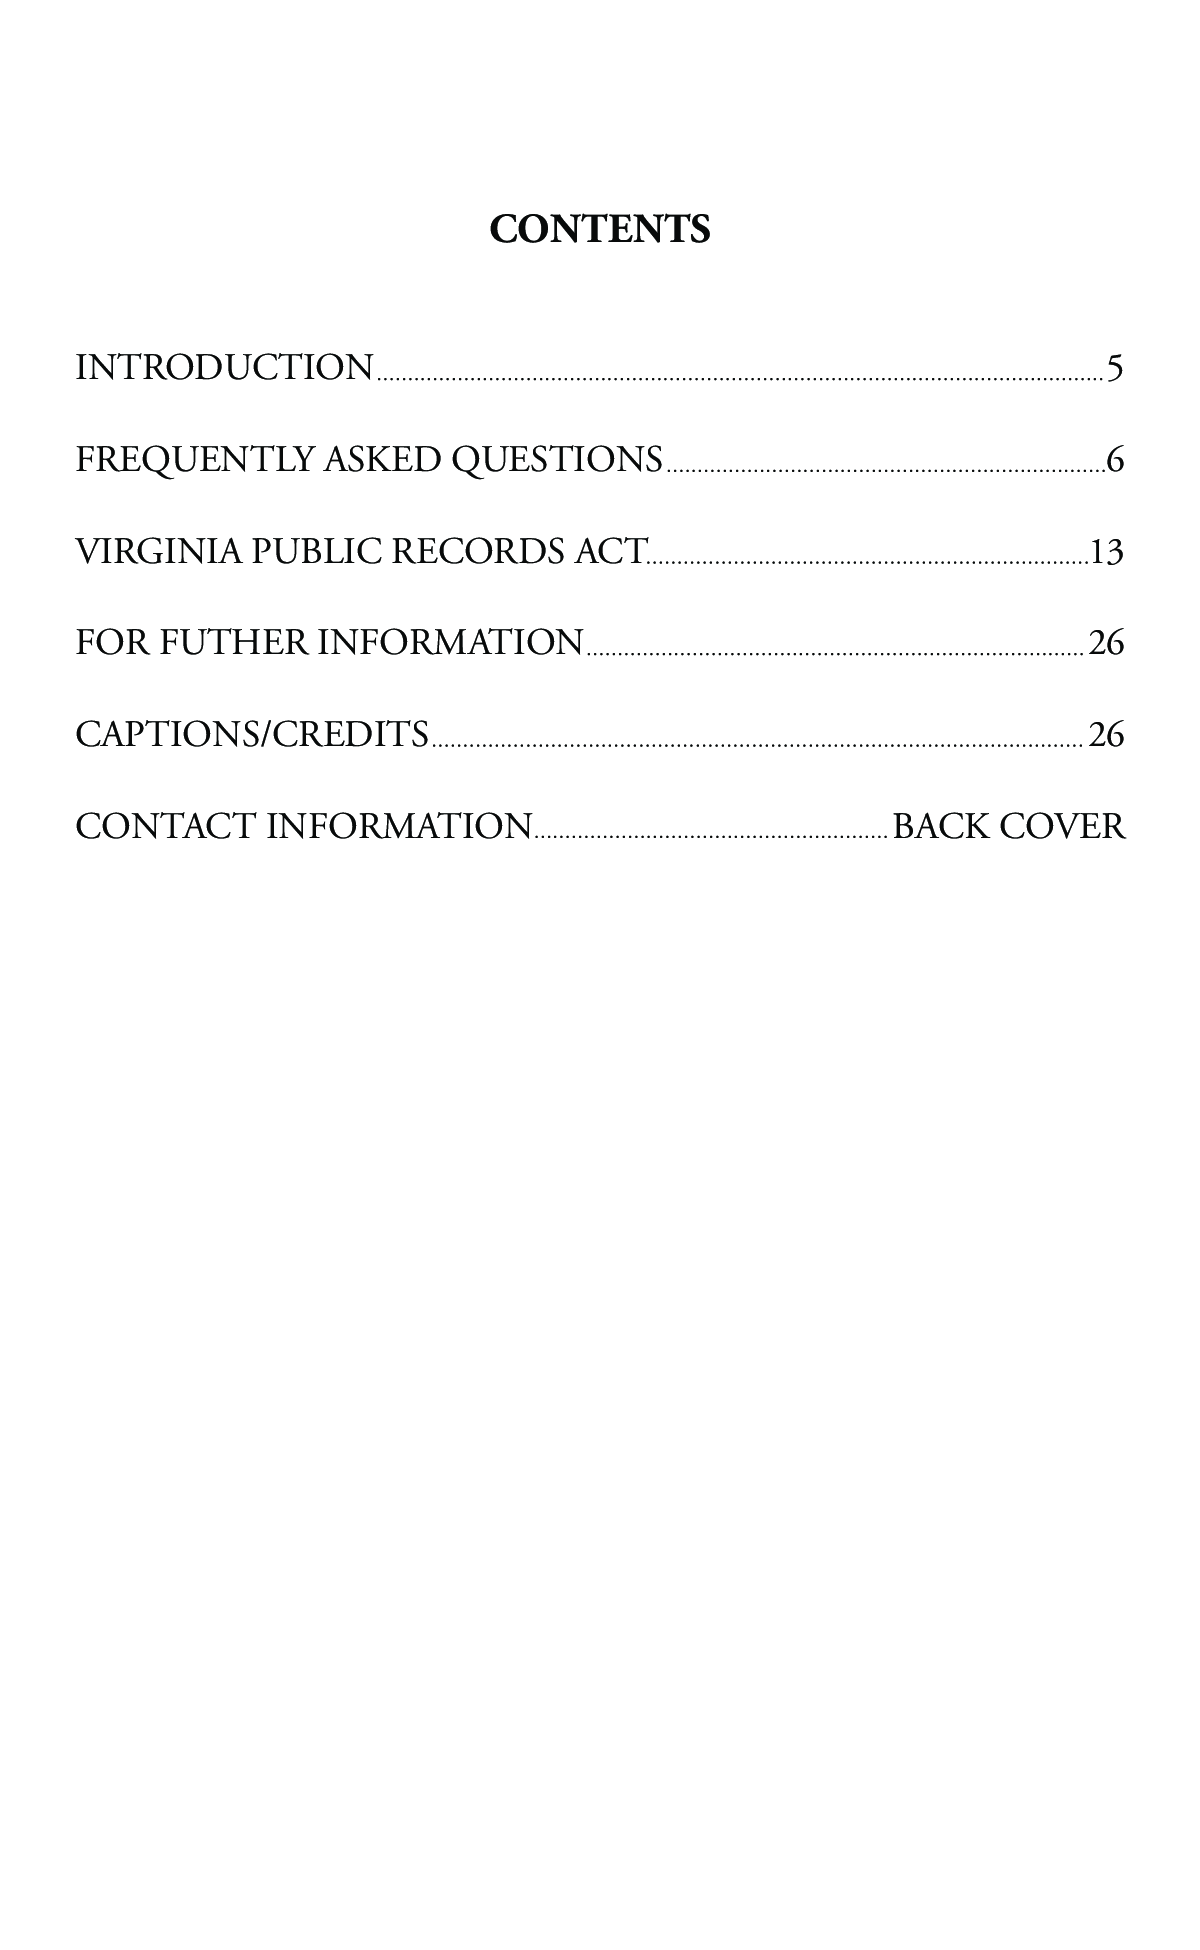 CONTENTS
INTRODUCTION........................................................................................................................5
FREQUENTLY ASKED QUESTIONS........................................................................6
VIRGINIA PUBLIC RECORDS ACT........................................................................13
FOR FUTHER INFORMATION................................................................................26
CAPTIONS/CREDITS.........................................................................................................26
CONTACT INFORMATION.........................................................BACK COVER